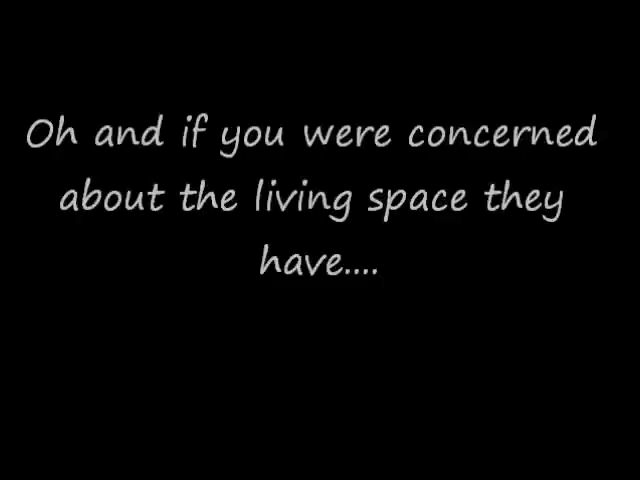 Oh and if you were concerned
about the living space they
have....